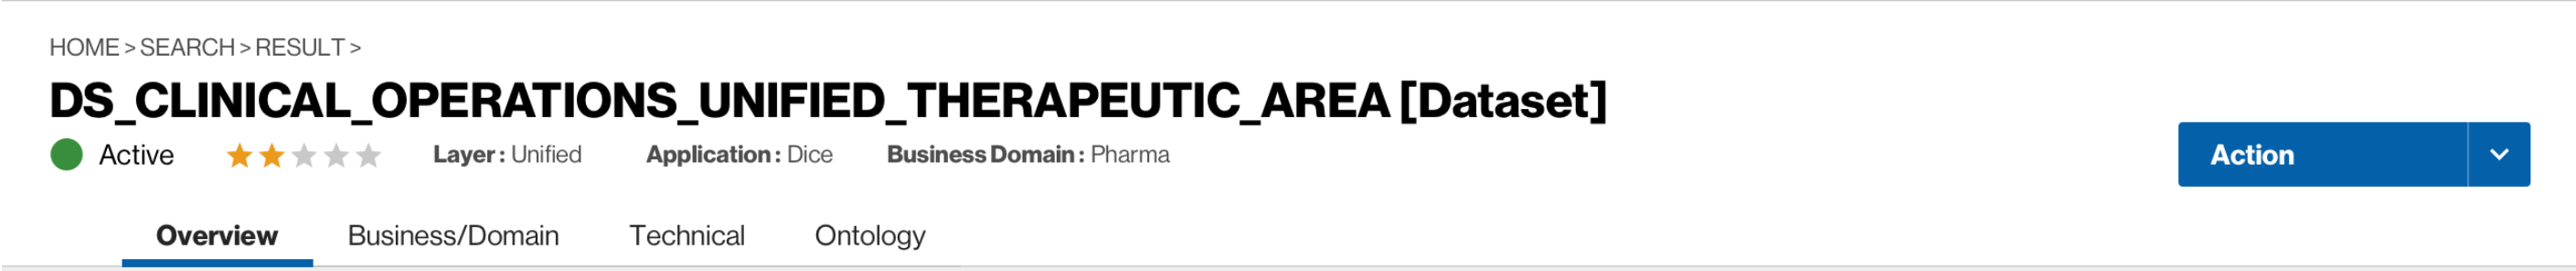 HOME > SEARCH > RESULT >
DS_CLINICAL_OPERATIONS_UNIFIED_THERAPEUTIC_AREA [Dataset]
Active Layer : Unified Application : Dice Business Domain : Pharma
Action
Overview Business/Domain Technical Ontology